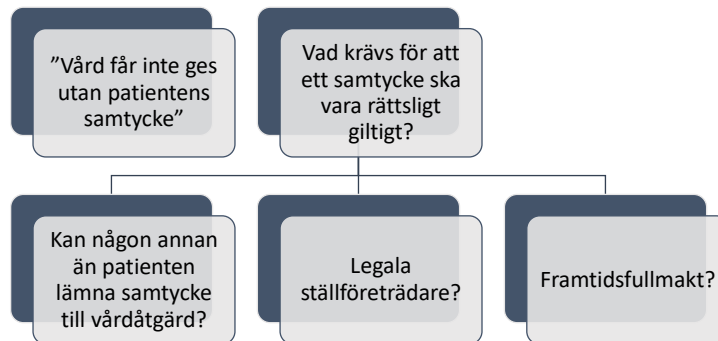 ”Vård får inte ges
utan patientens
samtycke”
Vad krävs för att
ett samtycke ska
vara rättsligt
giltigt?
Kan någon annan
än patienten
lämna samtycke
till vårdåtgärd?
Legala
ställföreträdare?
Framtidsfullmakt?